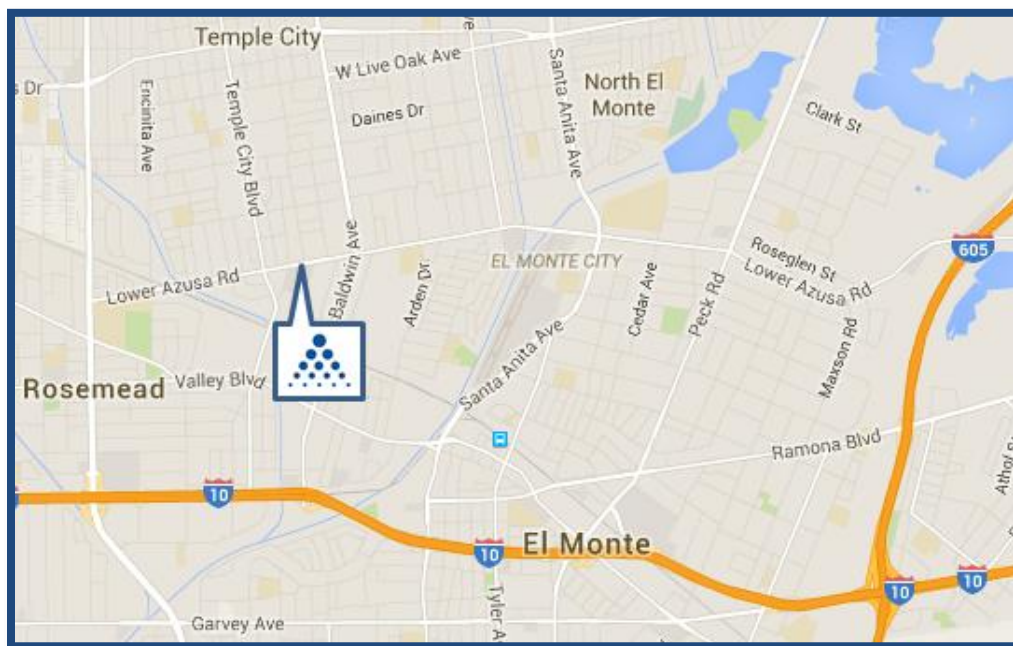 Temple City
W Live Oak Ave
Daines Dr
Encinita Ave
Temple City Blvd
Santa Anita Ave
North El
Monte
Clark St
Baldwin Ave
Arden Dr
EL MONTE CITY
Lower Azusa Rd
Roseglen St
Lower Azusa Rd
605
Cedar Ave
Peck Rd
Maxson Rd
Santa Anita Ave
Rosemead
Valley Blvd
Ramona Blvd
10
10
El Monte
10
10
Tyler A
Garvey Ave